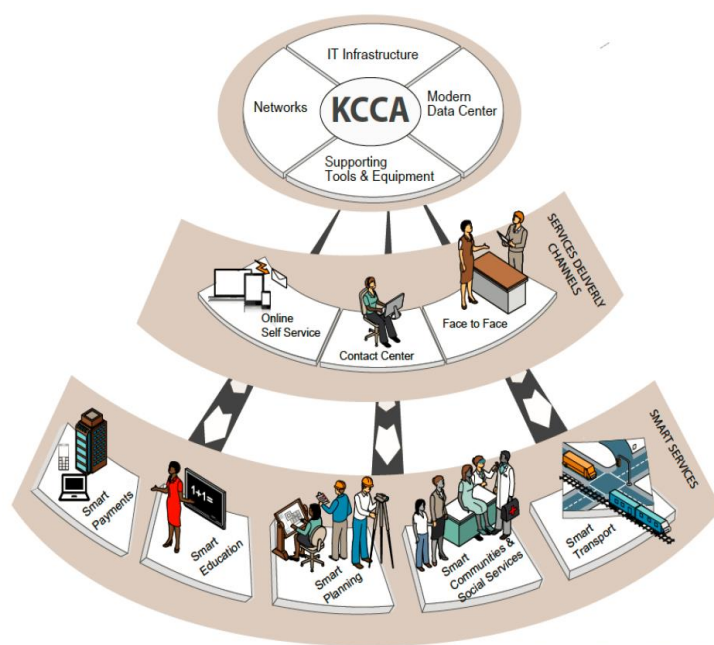 IT Infrastructure
Networks
KCCA
Modern
Data Center
Supporting
Tools & Equipment
SERVICES DEUVERLY
CHANNELS
Online
Self Service
Contact Center
Face to Face
SMART SERVICES
Smart
Payments
1+1=
Smart
Education
Smart
Planning
Smart
Communities &
Social Services
Smart
Transport